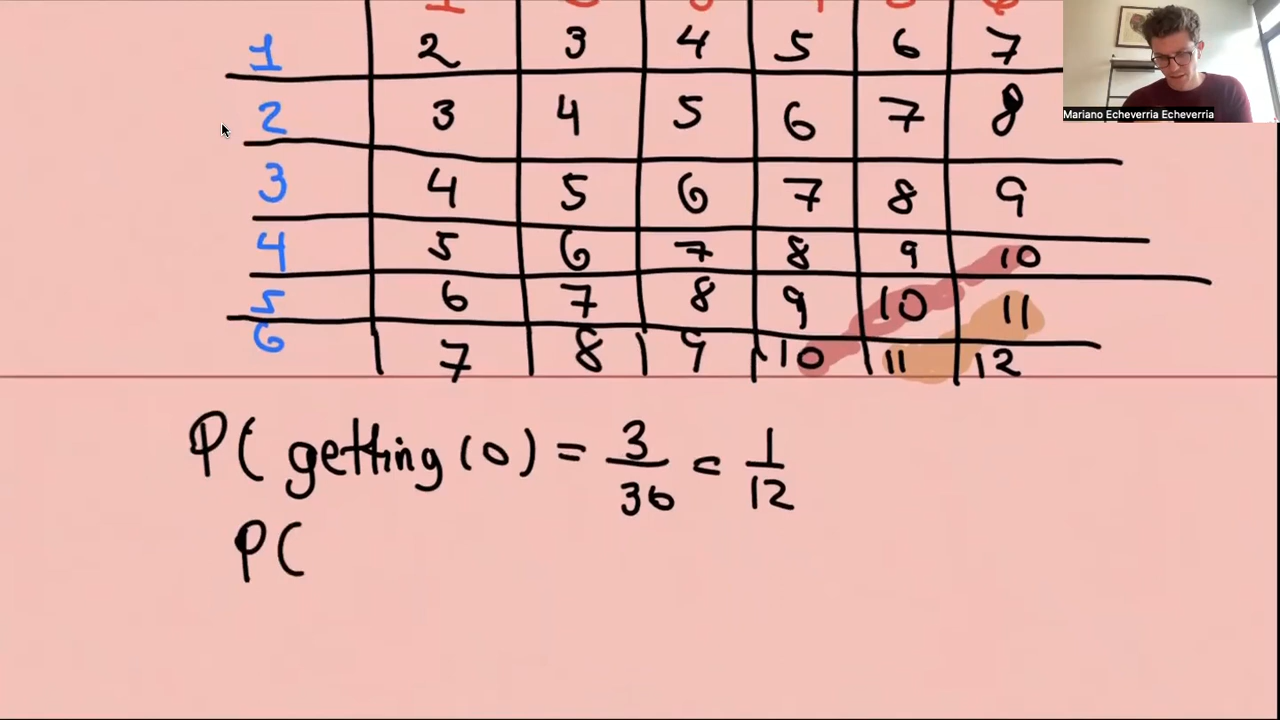 1 2 3 4 5 6 7
2 3 4 5 6 7 8
3 4 5 6 7 8 9
4 5 6 7 8 9 10
5 6 7 8 9 10 11
6 7 8 9 10 11 12
P( getting 10 ) = 3/36 = 1/12
P(
Mariano Echeverria Echeverria